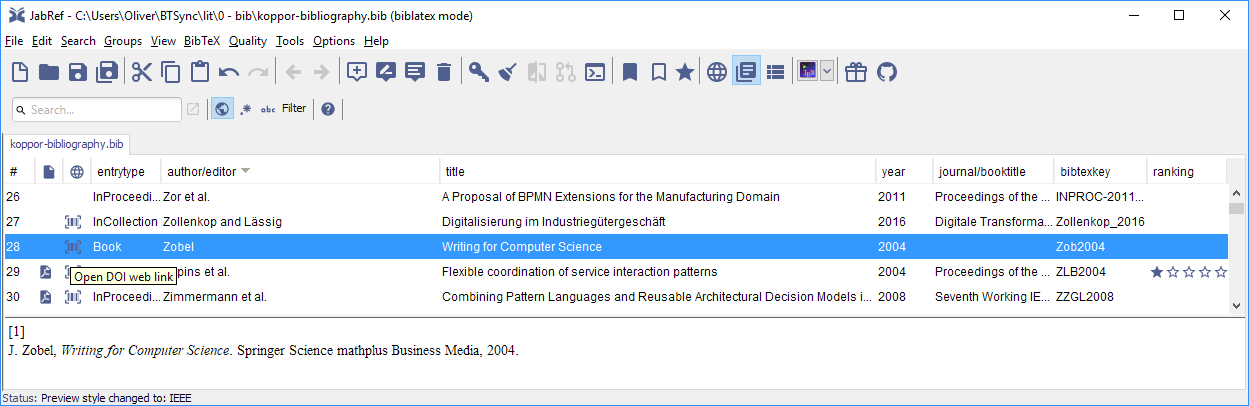 JabRef - C:\Users\Oliver\BTSync\lit\0 - bib\koppor-bibliography.bib (biblatex mode)
File Edit Search Groups View BibTeX Quality Tools Options Help
Search... abc Filter
koppor-bibliography.bib
# entrytype author/editor title year journal/booktitle bibtexkey ranking
26 InProceedi... Zor et al. A Proposal of BPMN Extensions for the Manufacturing Domain 2011 Proceedings of the ... INPROC-2011...
27 InCollection Zollenkop and Lässig Digitalisierung im Industriegütergeschäft 2016 Digitale Transforma... Zollenkop_2016
28 Book Zobel Writing for Computer Science 2004 Zob2004
29 pins et al. Flexible coordination of service interaction patterns 2004 Proceedings of the ... ZLB2004
Open DOI web link
30 InProceedi... Zimmermann et al. Combining Pattern Languages and Reusable Architectural Decision Models i... 2008 Seventh Working IE... ZZGL2008
[1]
J. Zobel, Writing for Computer Science. Springer Science mathplus Business Media, 2004.
Status: Preview style changed to: IEEE